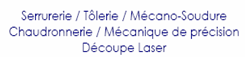 Serrurerie / Tôlerie / Mécano-Soudure
Chaudronnerie / Mécanique de précision
Découpe Laser